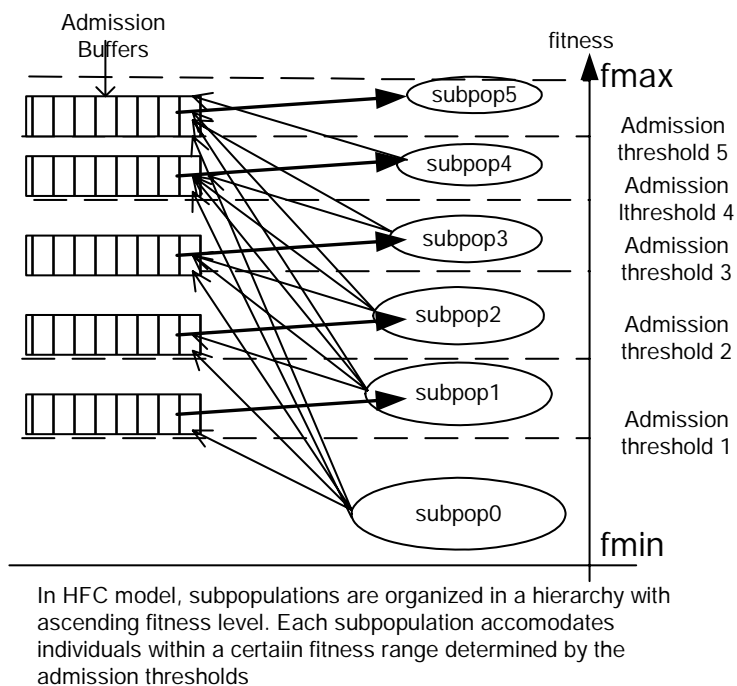 Admission
Buffers
fitness
fmax
subpop5
Admission
threshold 5
subpop4
Admission
lthreshold 4
subpop3
Admission
threshold 3
subpop2
Admission
threshold 2
subpop1
Admission
threshold 1
subpop0
fmin
In HFC model, subpopulations are organized in a hierarchy with
ascending fitness level. Each subpopulation accomodates
individuals within a certaiin fitness range determined by the
admission thresholds